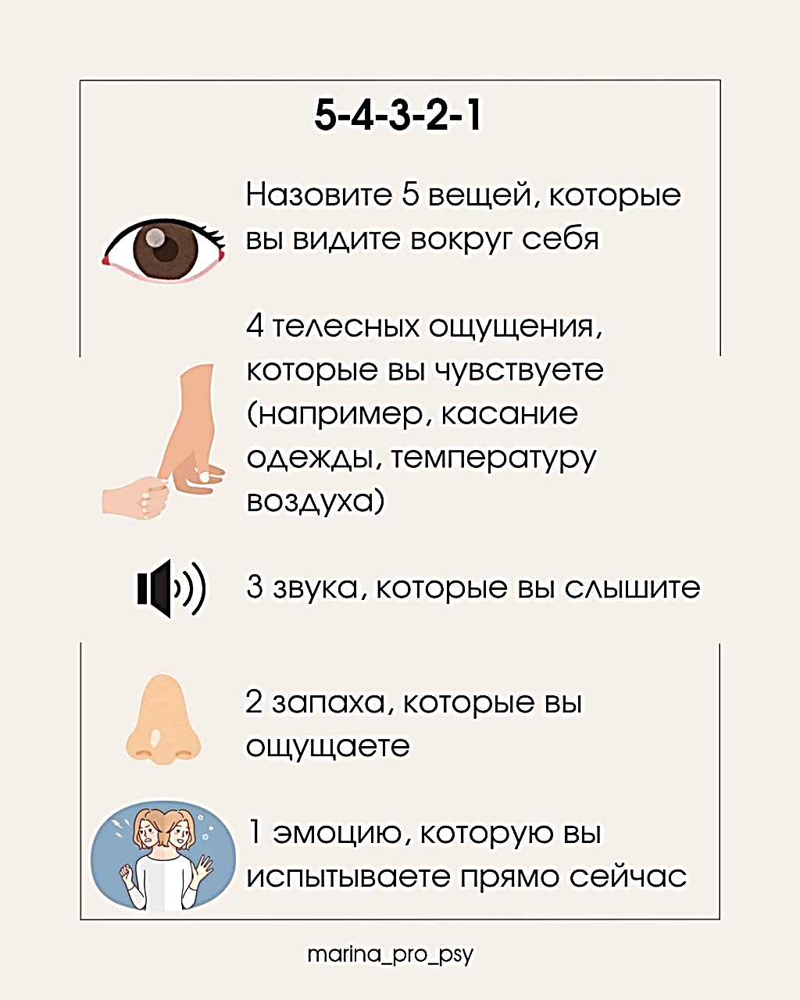 5-4-3-2-1
Назовите 5 вещей, которые
вы видите вокруг себя
4 телесных ощущения,
которые вы чувствуете
(например, касание
одежды, температуру
воздуха)
3 звука, которые вы слышите
2 запаха, которые вы
ощущаете
1 эмоцию, которую вы
испытываете прямо сейчас
marina_pro_psy